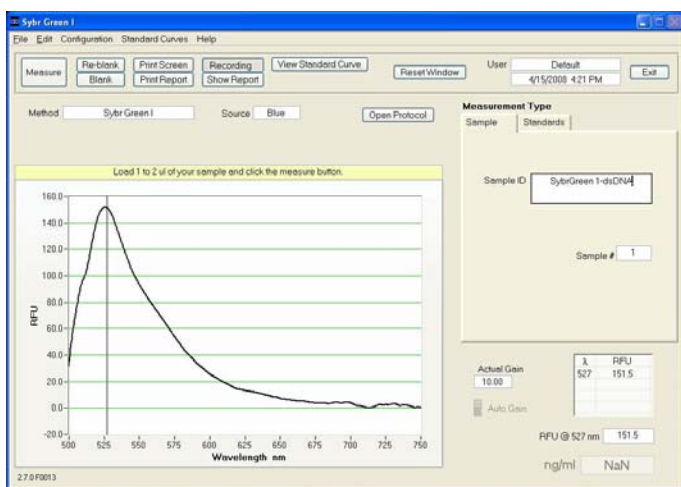 Sybr Green I
File Edit Configuration Standard Curves Help
Measure Re-blank Print Screen Recording View Standard Curve Reset Window User Default Exit
Blank Print Report Show Report 4/15/2008 4:21 PM
Method Sybr Green I Source Blue Open Protocol
Measurement Type
Sample Standards
Load 1 to 2 ul of your sample and click the measure button.
Sample ID SybrGreen 1-dsDNA
Sample # 1
160.0
140.0
120.0
100.0
80.0
60.0
40.0
20.0
0.0
-20.0
RFU
500 525 550 575 600 625 650 675 700 725 750
Wavelength nm
Actual Gain
10.00
Auto Gain
λ RFU
527 151.5
RFU @ 527 nm 151.5
ng/ml NaN
2.7.0 F0013